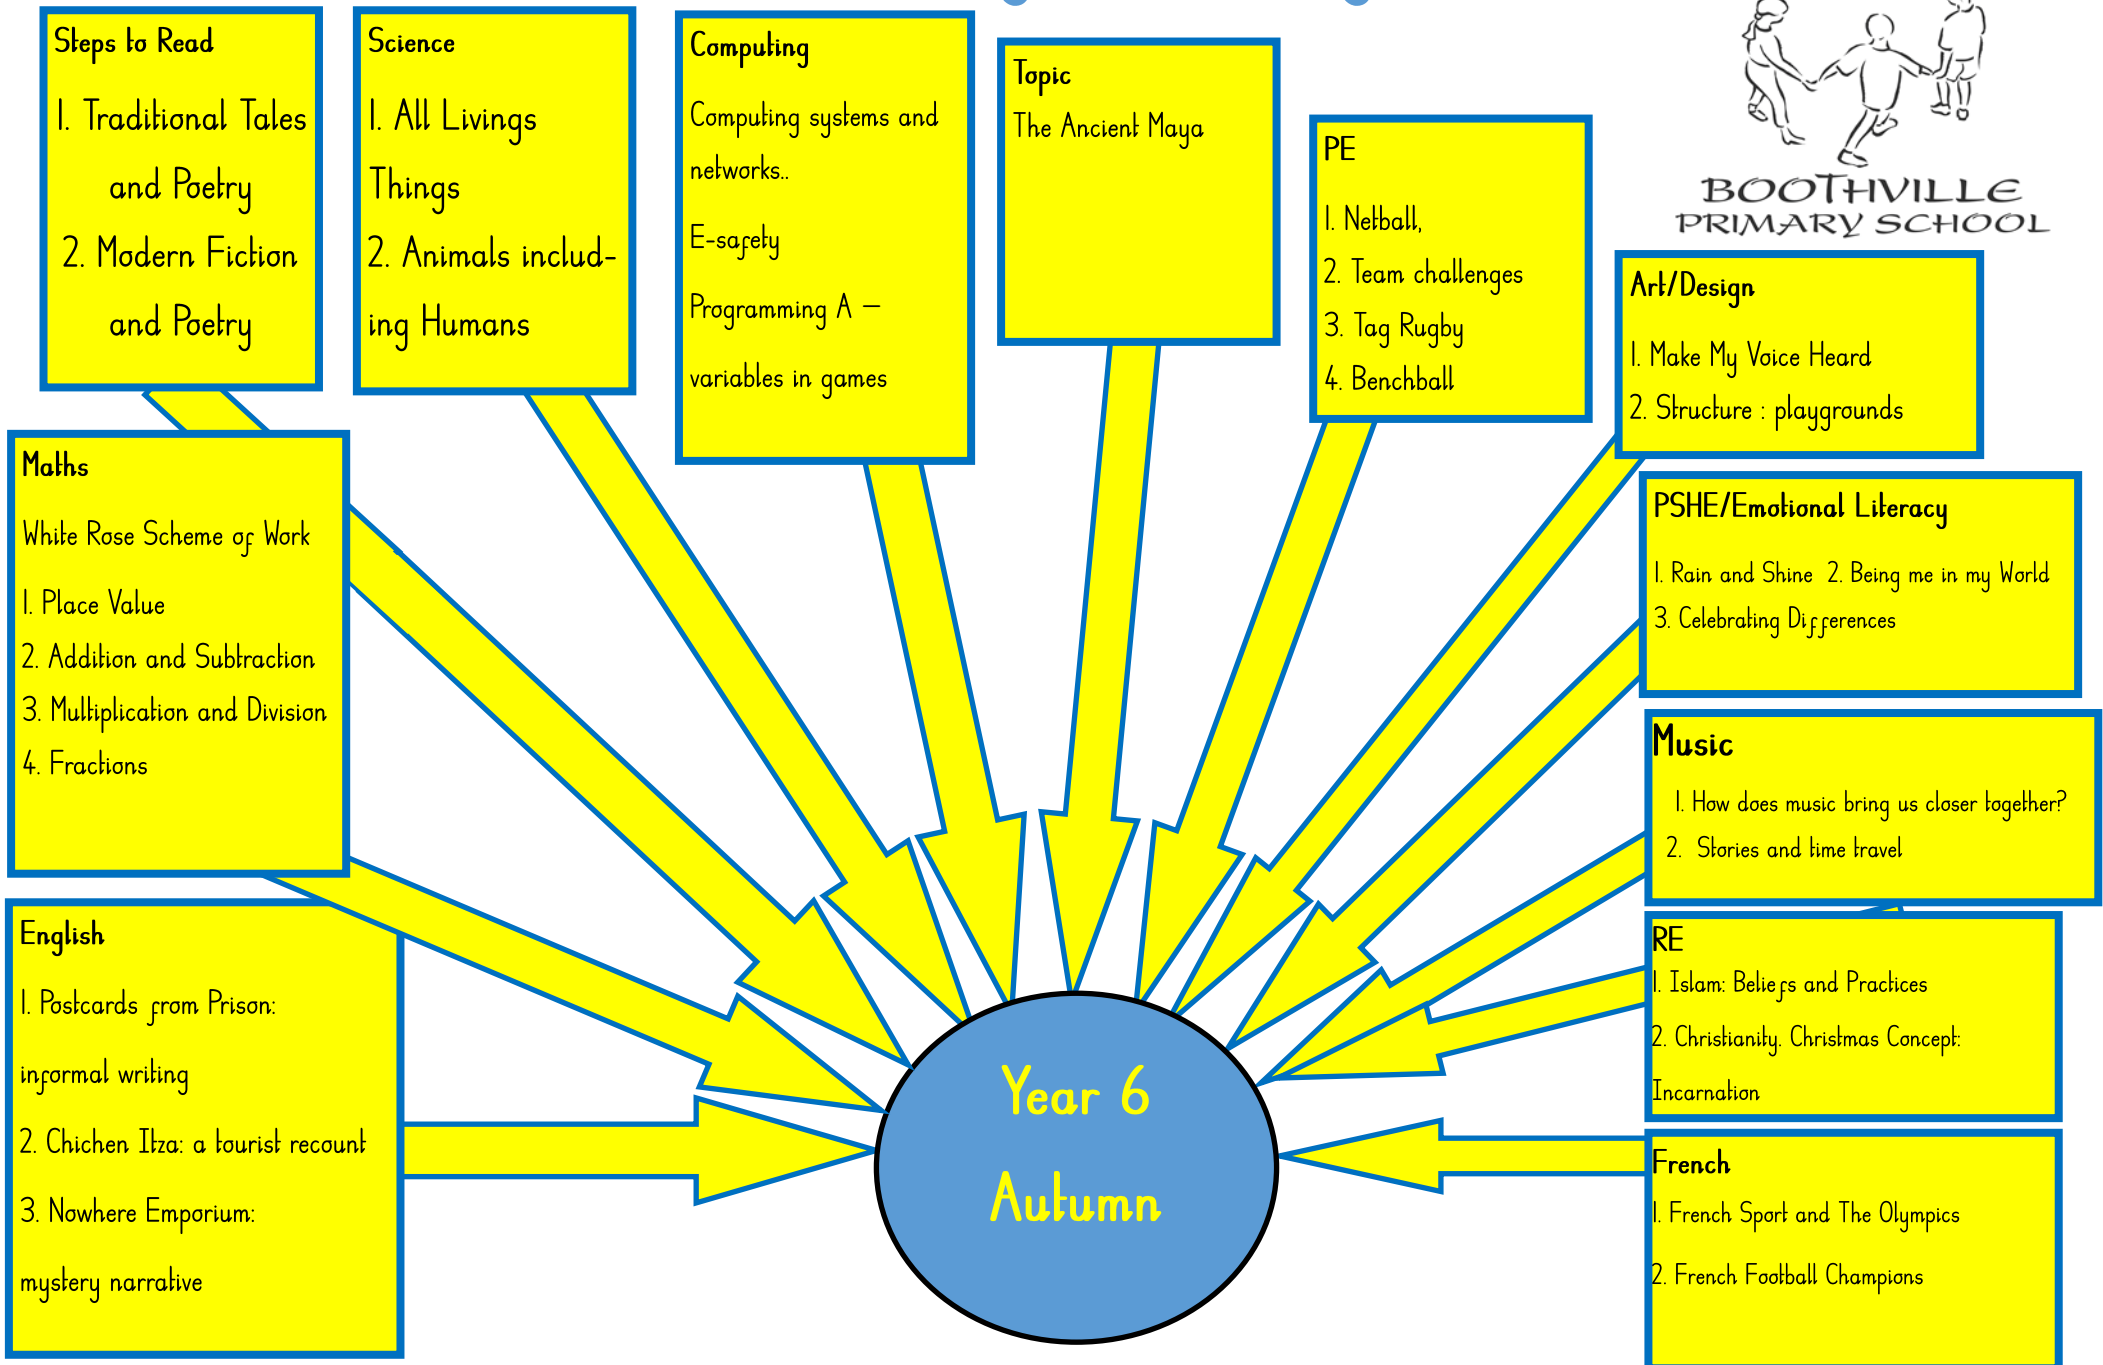 Steps to Read
1. Traditional Tales
and Poetry
2. Modern Fiction
and Poetry
Science
1. All Livings
Things
2. Animals includ-
ing Humans
Computing
Computing systems and
networks..
E-safety
Programming A –
variables in games
Topic
The Ancient Maya
PE
1. Netball,
2. Team challenges
3. Tag Rugby
4. Benchball
BOOTHVILLE
PRIMARY SCHOOL
Art/Design
1. Make My Voice Heard
2. Structure : playgrounds
Maths
White Rose Scheme of Work
1. Place Value
2. Addition and Subtraction
3. Multiplication and Division
4. Fractions
PSHE/Emotional Literacy
1. Rain and Shine 2. Being me in my World
3. Celebrating Differences
Music
1. How does music bring us closer together?
2. Stories and time travel
English
1. Postcards from Prison:
informal writing
2. Chichen Itza: a tourist recount
3. Nowhere Emporium:
mystery narrative
RE
1. Islam: Beliefs and Practices
2. Christianity. Christmas Concept:
Incarnation
French
1. French Sport and The Olympics
2. French Football Champions
Year 6
Autumn